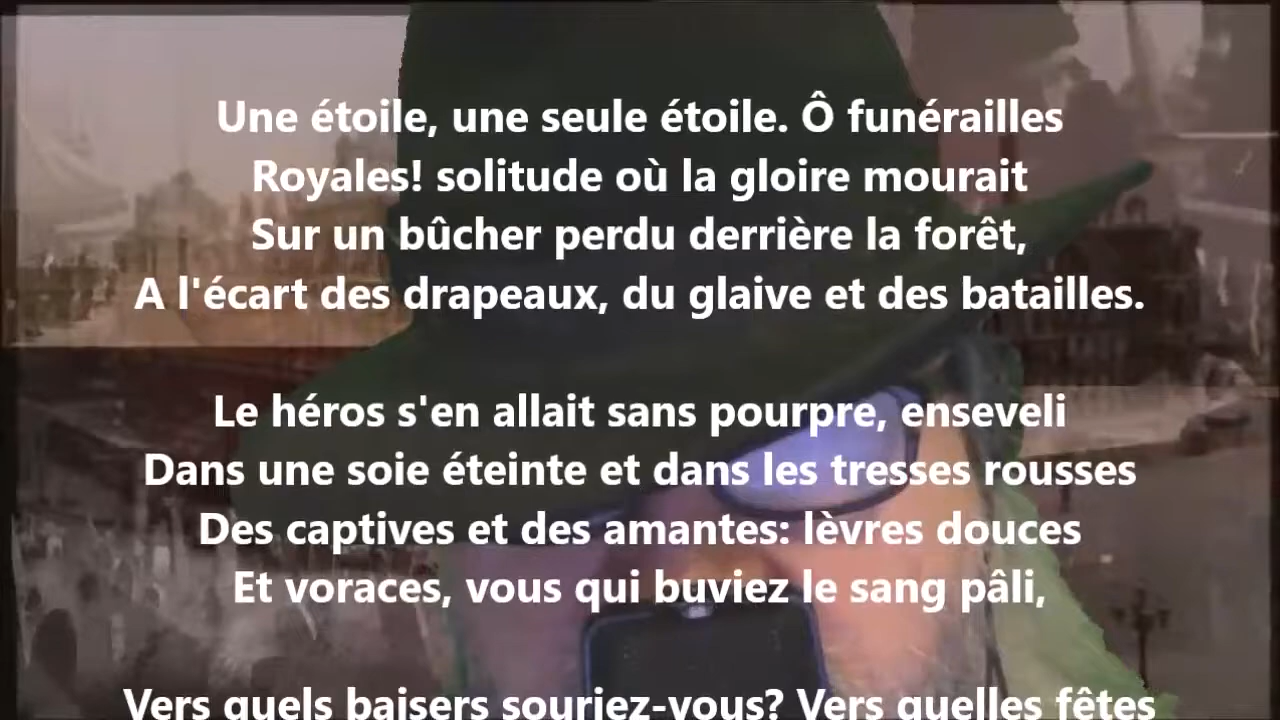 Une étoile, une seule étoile. Ô funérailles
Royales! solitude où la gloire mourait
Sur un bûcher perdu derrière la forêt,
A l'écart des drapeaux, du glaive et des batailles.
Le héros s'en allait sans pourpre, enseveli
Dans une soie éteinte et dans les tresses rousses
Des captives et des amantes: lèvres douces
Et voraces, vous qui buviez le sang pâli,
Vers quels baisers souriez-vous? Vers quelles fêtes